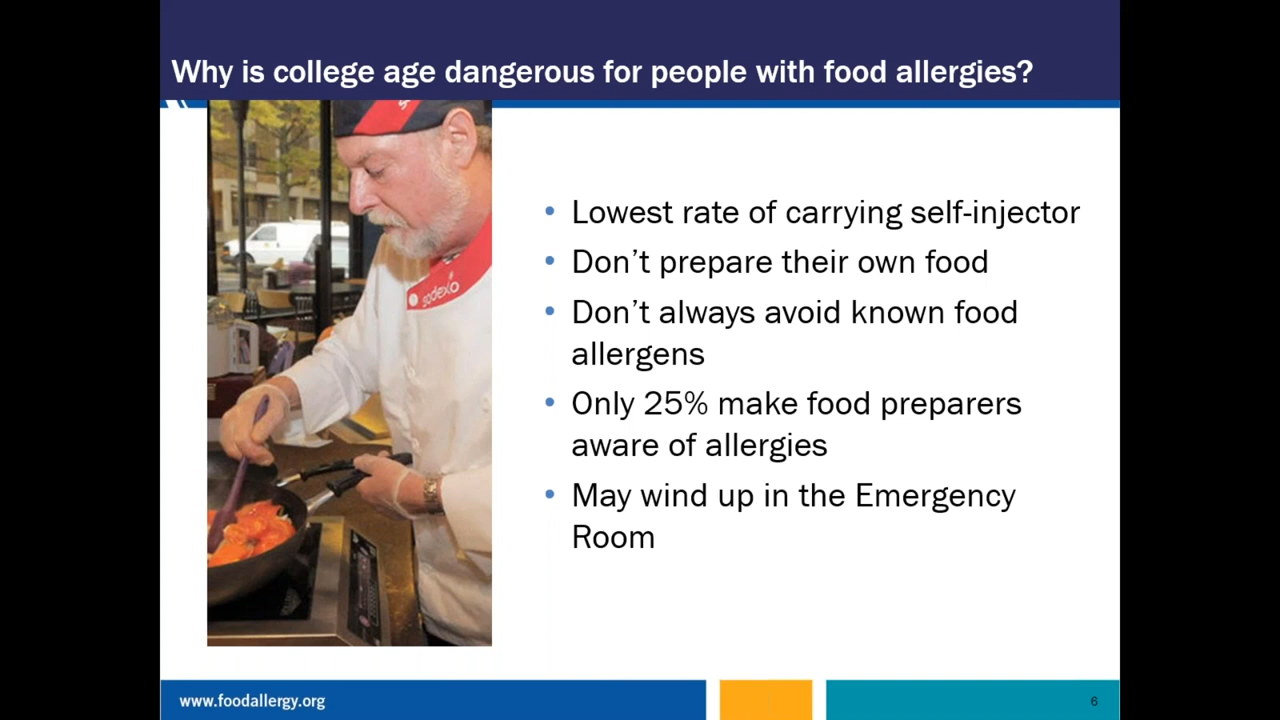 Why is college age dangerous for people with food allergies?
sodexo
• Lowest rate of carrying self-injector
• Don’t prepare their own food
• Don’t always avoid known food
allergens
• Only 25% make food preparers
aware of allergies
• May wind up in the Emergency
Room
www.foodallergy.org
6